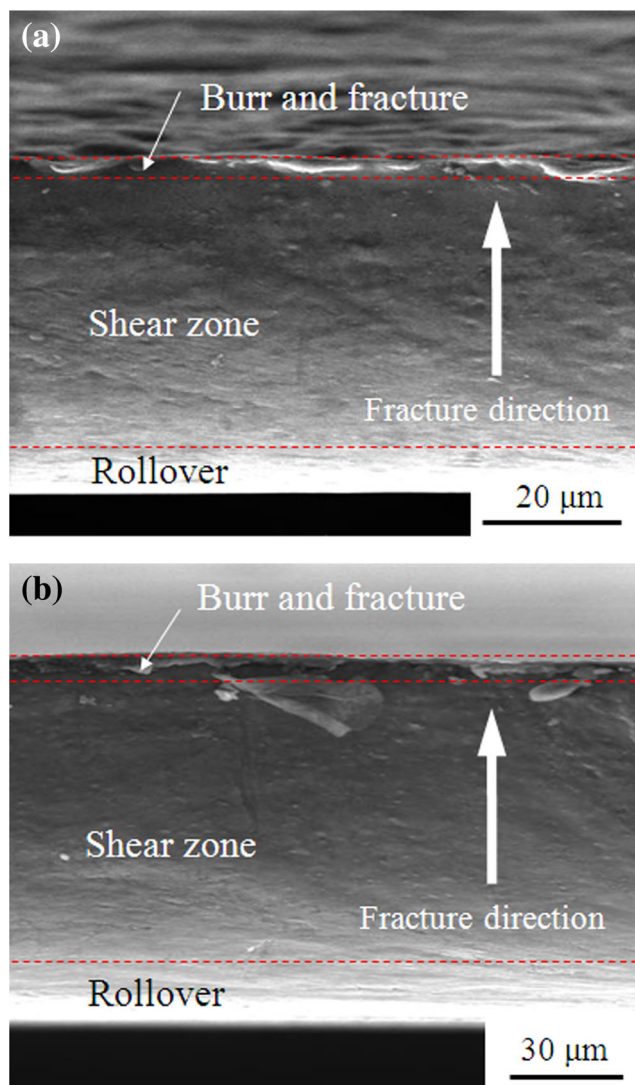 (a)
Burr and fracture
Shear zone
Fracture direction
Rollover
20 μm
(b)
Burr and fracture
Shear zone
Fracture direction
Rollover
30 μm